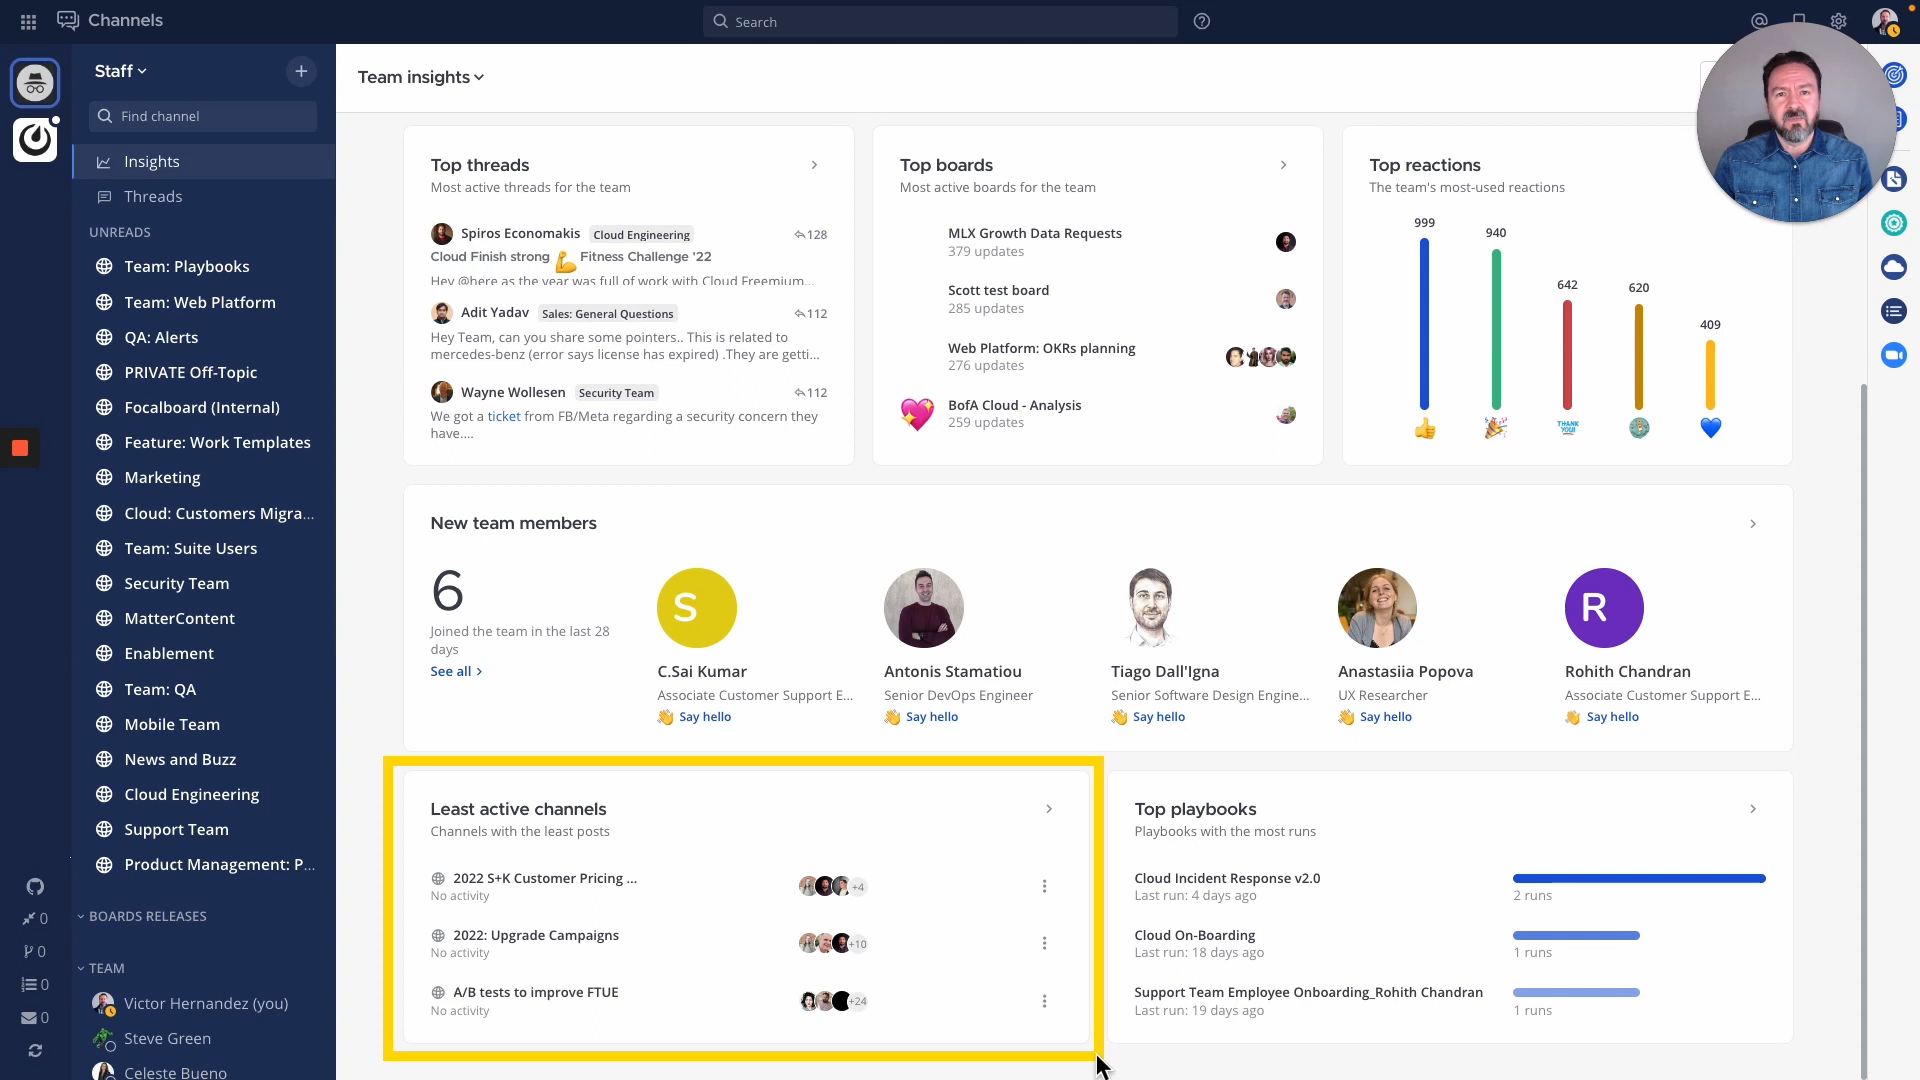 Channels
Search
Staff
Find channel
Insights
Threads
UNREADS
Team: Playbooks
Team: Web Platform
QA: Alerts
PRIVATE Off-Topic
Focalboard (Internal)
Feature: Work Templates
Marketing
Cloud: Customers Migra...
Team: Suite Users
Security Team
MatterContent
Enablement
Team: QA
Mobile Team
News and Buzz
Cloud Engineering
Support Team
Product Management: P...
BOARDS RELEASES
TEAM
Victor Hernandez (you)
Steve Green
Celeste Bueno
0
0
0
0
Team insights
Top threads
Most active threads for the team
Spiros Economakis Cloud Engineering 128
Cloud Finish strong 💪 Fitness Challenge '22
Hey @here as the year was full of work with Cloud Freemium...
Adit Yadav Sales: General Questions 112
Hey Team, can you share some pointers.. This is related to
mercedes-benz (error says license has expired) .They are getti...
Wayne Wollesen Security Team 112
We got a ticket from FB/Meta regarding a security concern they
have....
Top boards
Most active boards for the team
MLX Growth Data Requests
379 updates
Scott test board
285 updates
Web Platform: OKRs planning
276 updates
BofA Cloud - Analysis
259 updates
Top reactions
The team's most-used reactions
999
940
642
620
409
THANK
YOU!
New team members
6
Joined the team in the last 28
days
See all
S
C.Sai Kumar
Associate Customer Support E...
👋 Say hello
Antonis Stamatiou
Senior DevOps Engineer
👋 Say hello
Tiago Dall'Igna
Senior Software Design Engine...
👋 Say hello
Anastasiia Popova
UX Researcher
👋 Say hello
R
Rohith Chandran
Associate Customer Support E...
👋 Say hello
Least active channels
Channels with the least posts
2022 S+K Customer Pricing ...
No activity
+4
2022: Upgrade Campaigns
No activity
+10
A/B tests to improve FTUE
No activity
+24
Top playbooks
Playbooks with the most runs
Cloud Incident Response v2.0
Last run: 4 days ago
2 runs
Cloud On-Boarding
Last run: 18 days ago
1 runs
Support Team Employee Onboarding_Rohith Chandran
Last run: 19 days ago
1 runs